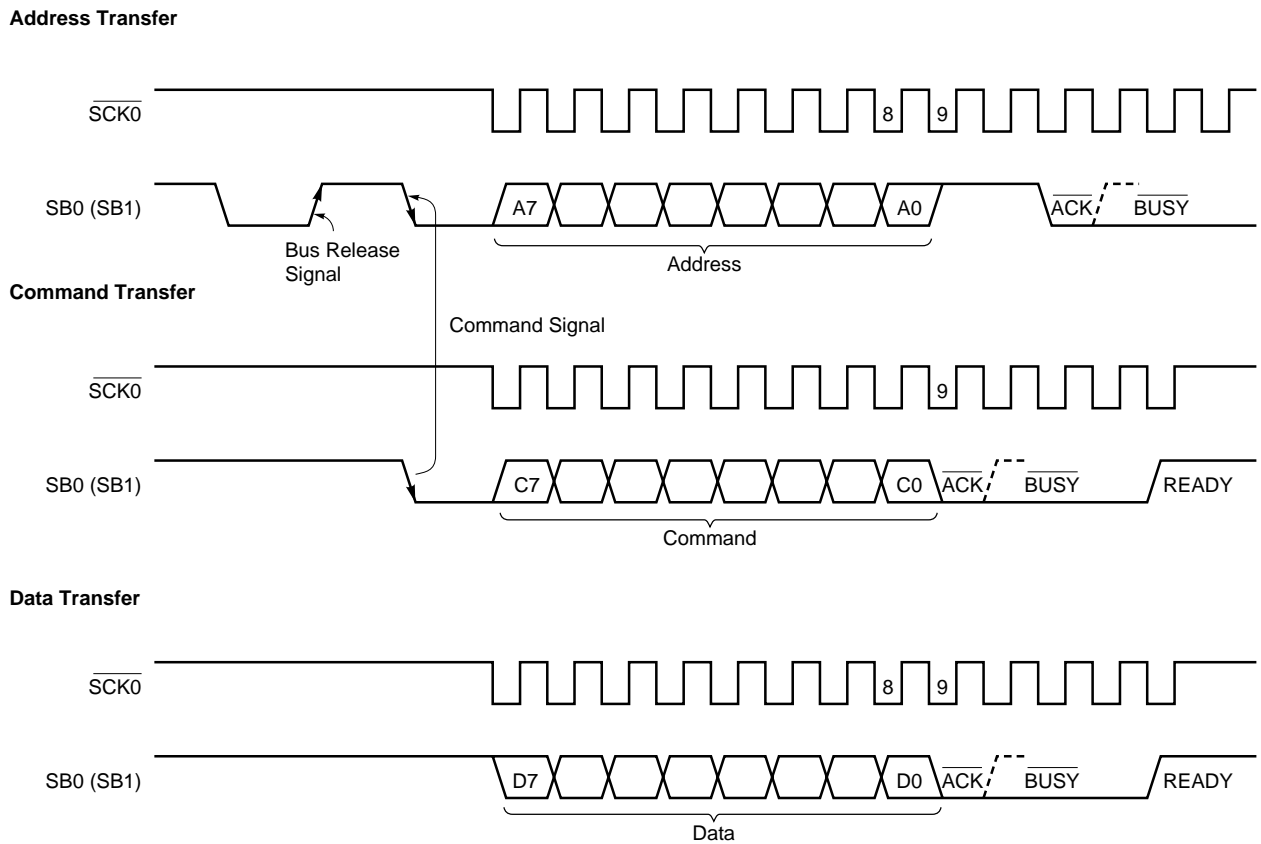 Address Transfer
SCK0
8 9
SB0 (SB1)
A7 A0 ACK BUSY
Bus Release
Signal
Address
Command Transfer
Command Signal
SCK0
9
SB0 (SB1)
C7 C0 ACK BUSY READY
Command
Data Transfer
SCK0
8 9
SB0 (SB1)
D7 D0 ACK BUSY READY
Data